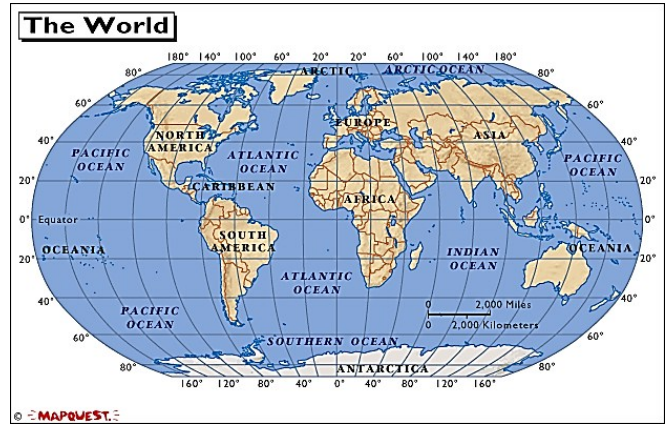 The World
180° 140° 100° 60° 20° 20° 60° 100° 140° 180°
ARCTIC
ARCTIC OCEAN
80° 80°
60° 60°
EUROPE
NORTH
AMERICA
ASIA
40° 40°
PACIFIC
OCEAN
ATLANTIC
OCEAN
PACIFIC
OCEAN
20° 20°
CARIBBEAN
AFRICA
0° Equator 0°
SOUTH
AMERICA
OCEANIA
OCEANIA
INDIAN
OCEAN
20° 20°
ATLANTIC
OCEAN
40° 40°
0 2,000 Miles
0 2,000 Kilometers
PACIFIC
OCEAN
60° 60°
SOUTHERN OCEAN
80° 80°
ANTARCTICA
160° 120° 80° 40° 0° 40° 80° 120° 160°
© MAPQUEST.